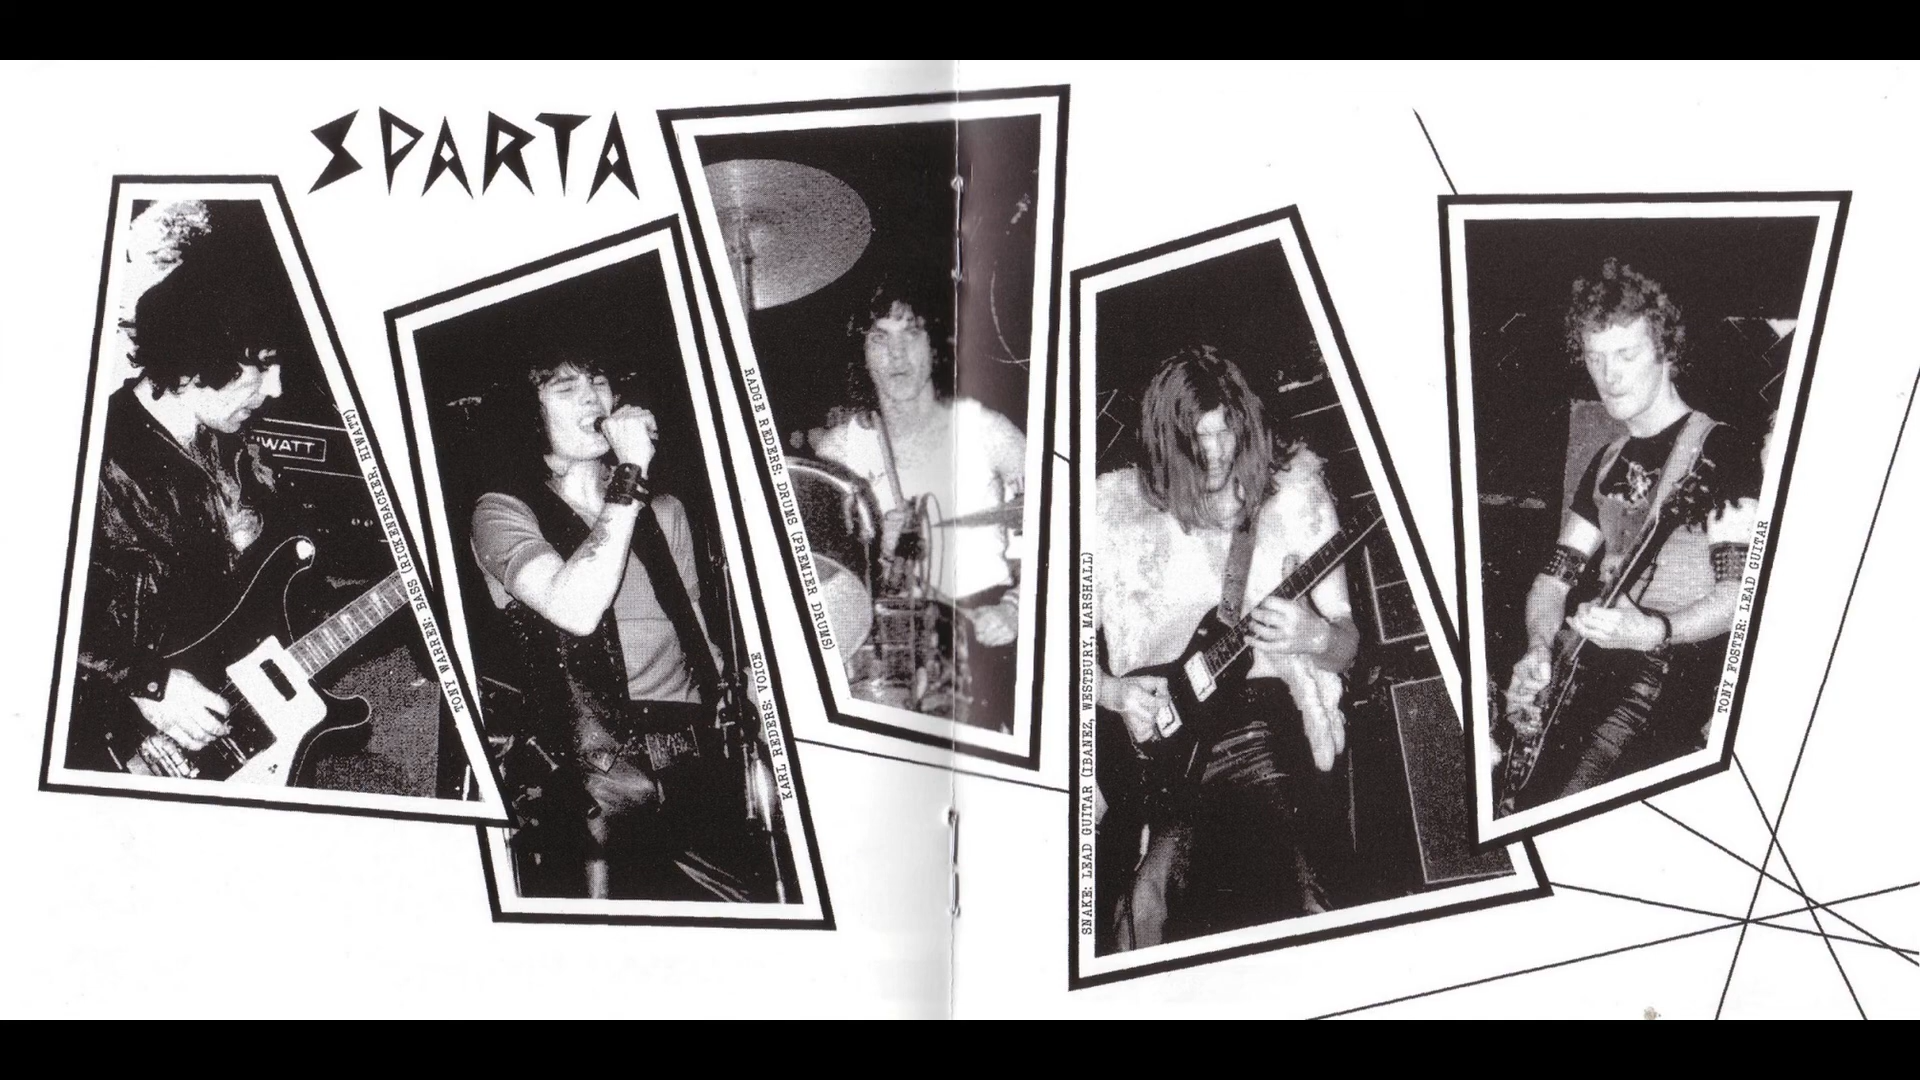 SPARTA
TONY WARREN: BASS (RICKENBACKER, HIWATT)
WATT
KARL REDERS: VOICE
RADGE REDERS: DRUMS (PREMIER DRUMS)
SNAKE: LEAD GUITAR (IBANEZ, WESTBURY, MARSHALL)
TONY FOSTER: LEAD GUITAR